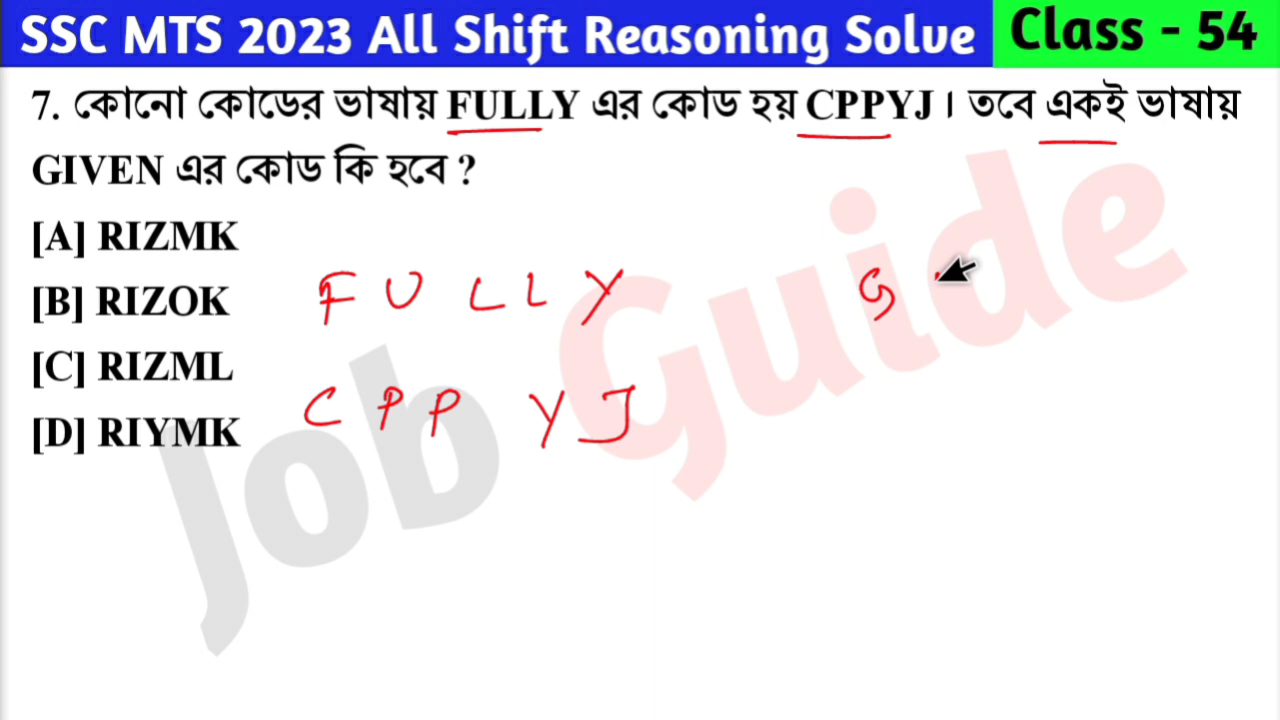 SSC MTS 2023 All Shift Reasoning Solve Class - 54
7. কোনো কোডের ভাষায় FULLY এর কোড হয় CPPYJ। তবে একই ভাষায়
GIVEN এর কোড কি হবে ?
[A] RIZMK
[B] RIZOK
[C] RIZML
[D] RIYMK
F U L L Y G
C P P Y J
Job Guide